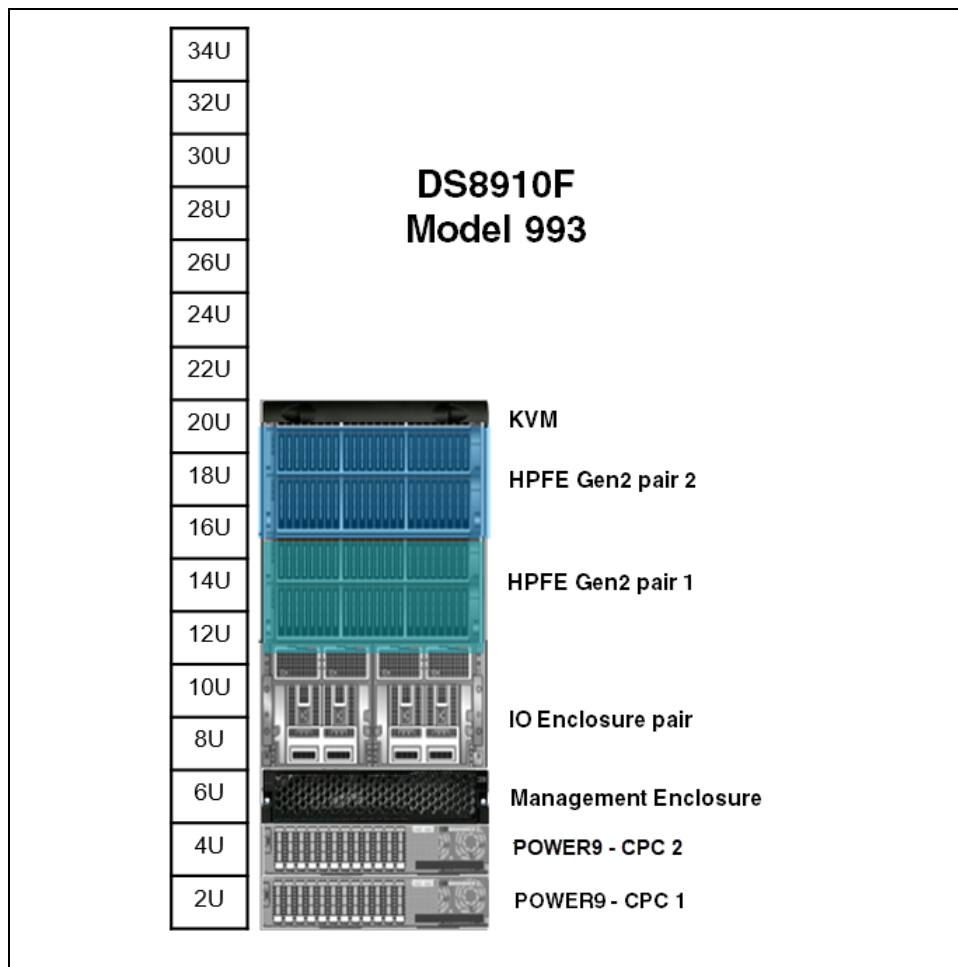 34U
32U
30U
28U
26U
24U
22U
20U
18U
16U
14U
12U
10U
8U
6U
4U
2U
DS8910F
Model 993
KVM
HPFE Gen2 pair 2
HPFE Gen2 pair 1
IO Enclosure pair
Management Enclosure
POWER9 - CPC 2
POWER9 - CPC 1